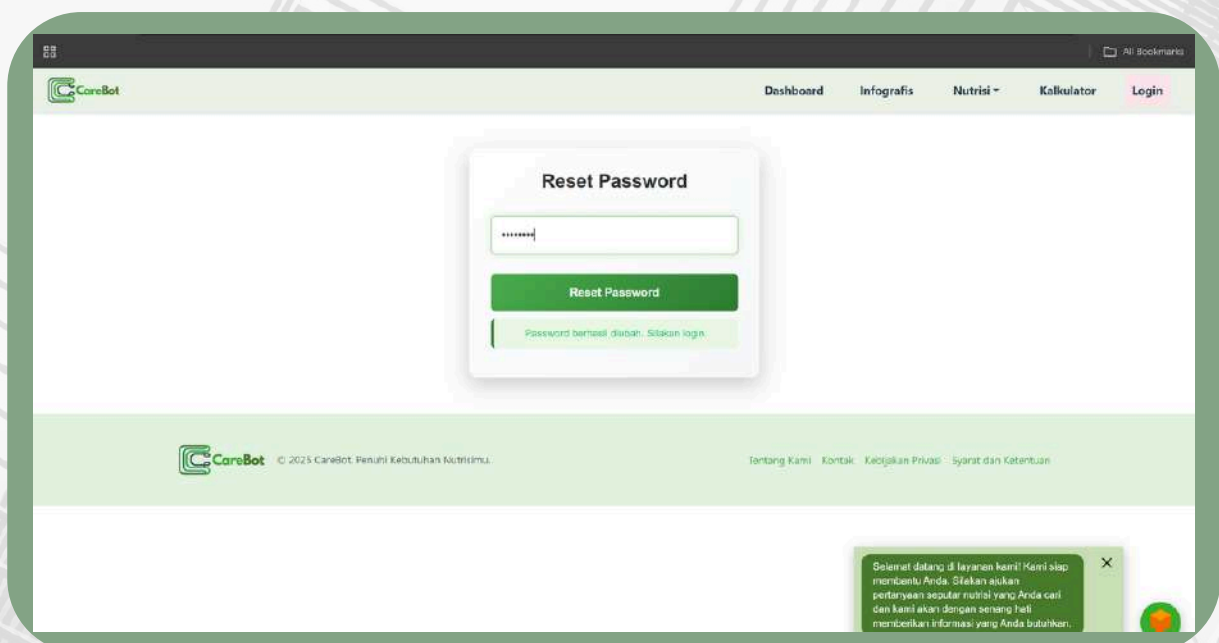 All Bookmarks
CareBot
Dashboard Infografis Nutrisi Kalkulator Login
Reset Password
Reset Password
Password berhasil diubah. Silakan login.
CareBot © 2025 CareBot. Penuhi Kebutuhan Nutrisimu.
Tentang Kami Kontak Kebijakan Privasi Syarat dan Ketentuan
Selamat datang di layanan kami! Kami siap
membantu Anda. Silakan ajukan
pertanyaan seputar nutrisi yang Anda cari
dan kami akan dengan senang hati
memberikan informasi yang Anda butuhkan.